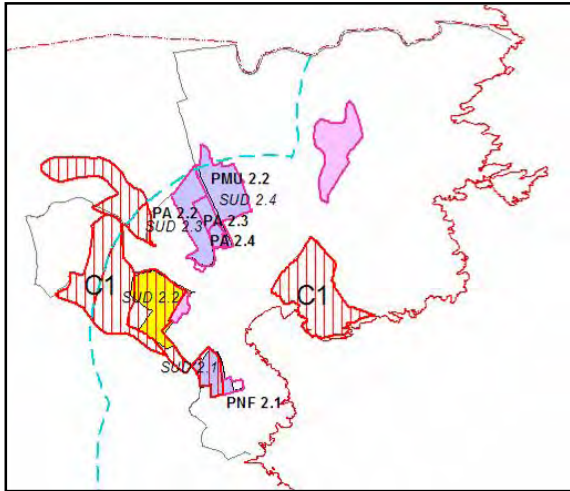 PMU 2.2
SUD 2.4
PA 2.2
PA 2.3
SUD 2.3
PA 2.4
C1
SUD 2.2
C1
SUD 2.1
PNF 2.1